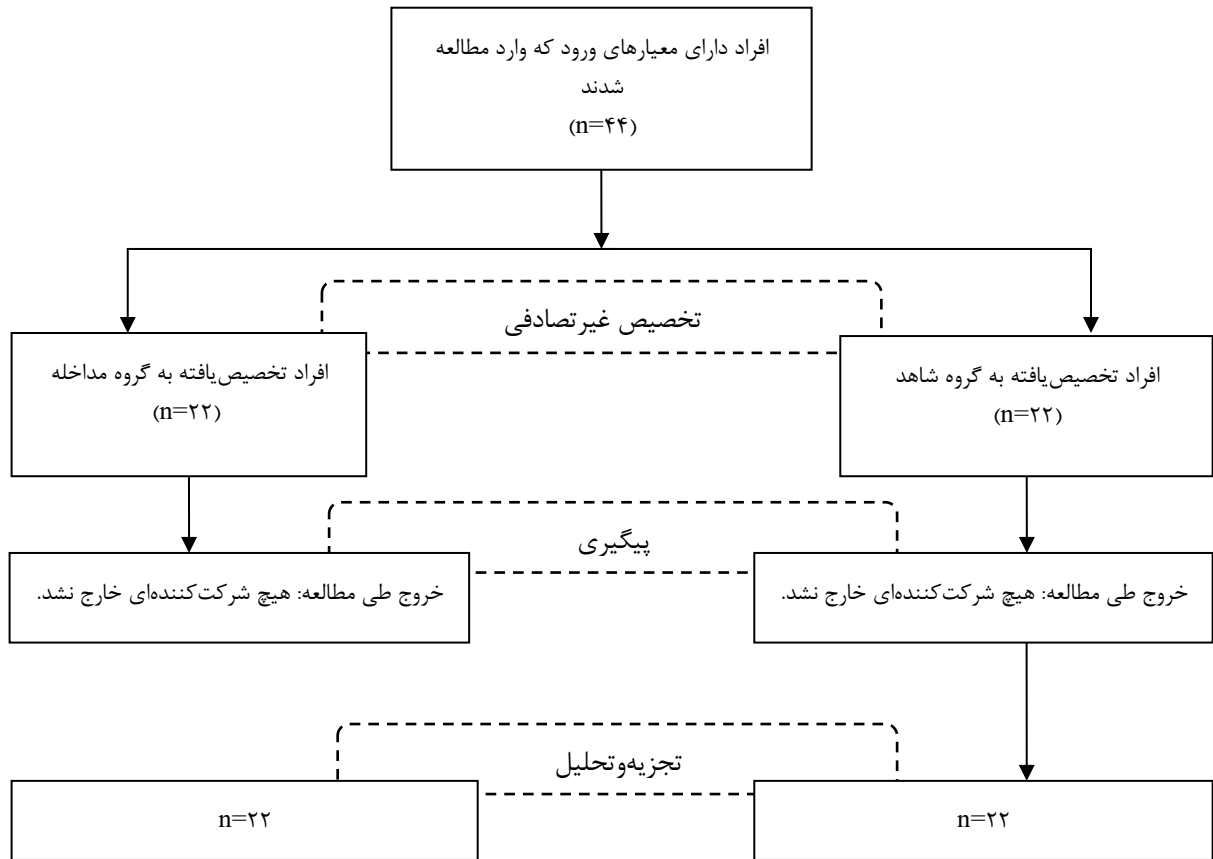 افراد دارای معیارهای ورود که وارد مطالعه
شدند
(n=۴۴)
تخصیص غیرتصادفی
افراد تخصیص‌یافته به گروه شاهد
(n=۲۲)
افراد تخصیص‌یافته به گروه مداخله
(n=۲۲)
پیگیری
خروج طی مطالعه: هیچ شرکت‌کننده‌ای خارج نشد.
خروج طی مطالعه: هیچ شرکت‌کننده‌ای خارج نشد.
تجزیه‌وتحلیل
n=۲۲
n=۲۲